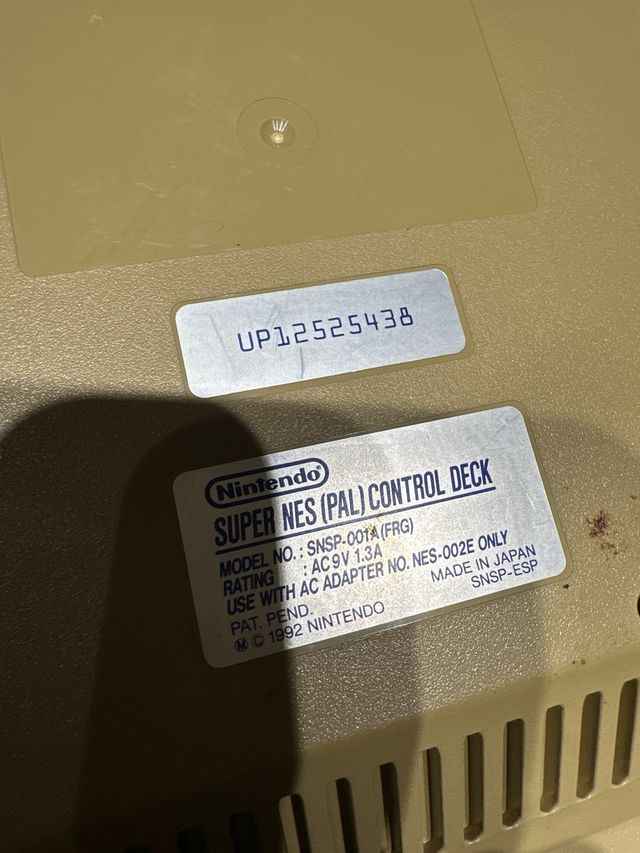 UP12525438
Nintendo
SUPER NES (PAL) CONTROL DECK
MODEL NO. : SNSP-001A (FRG)
RATING : AC 9V 1.3A
USE WITH AC ADAPTER NO. NES-002E ONLY
PAT. PEND. MADE IN JAPAN
Ⓜ © 1992 NINTENDO SNSP-ESP